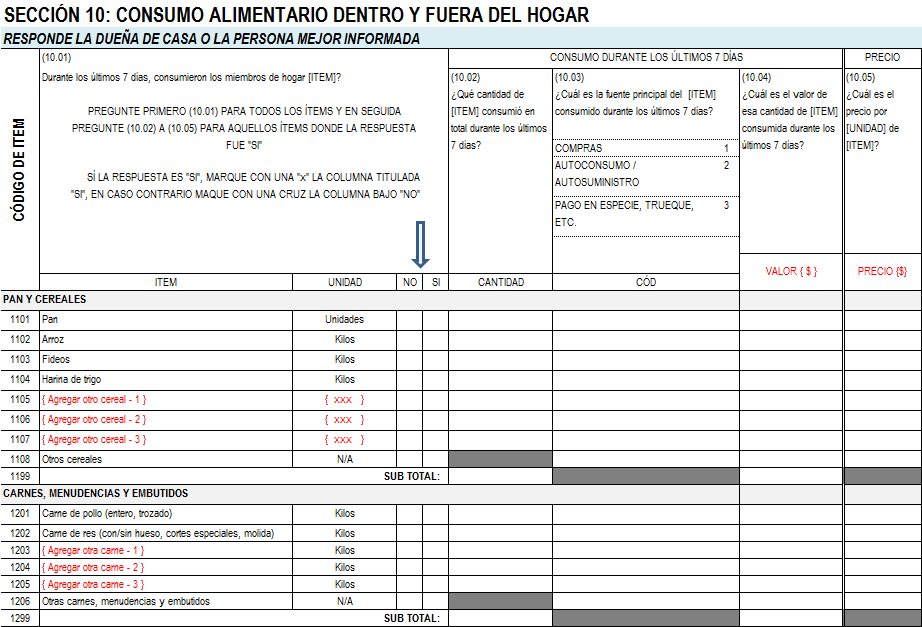 SECCIÓN 10: CONSUMO ALIMENTARIO DENTRO Y FUERA DEL HOGAR
RESPONDE LA DUEÑA DE CASA O LA PERSONA MEJOR INFORMADA
CÓDIGO DE ITEM
(10.01)
Durante los últimos 7 días, consumieron los miembros de hogar [ITEM]?
PREGUNTE PRIMERO (10.01) PARA TODOS LOS ÍTEMS Y EN SEGUIDA
PREGUNTE (10.02) A (10.05) PARA AQUELLOS ÍTEMS DONDE LA RESPUESTA
FUE "SI"
SÍ LA RESPUESTA ES "SI", MARQUE CON UNA "x" LA COLUMNA TITULADA
"SI", EN CASO CONTRARIO MAQUE CON UNA CRUZ LA COLUMNA BAJO "NO"
CONSUMO DURANTE LOS ÚLTIMOS 7 DÍAS
PRECIO
(10.02)
¿Qué cantidad de
[ITEM] consumió en
total durante los últimos
7 días?
(10.03)
¿Cuál es la fuente principal del [ITEM]
consumido durante los últimos 7 días?
COMPRAS 1
AUTOCONSUMO / 2
AUTOSUMINISTRO
PAGO EN ESPECIE, TRUEQUE, 3
ETC.
(10.04)
¿Cuál es el valor de
esa cantidad de [ITEM]
consumida durante los
últimos 7 días?
(10.05)
¿Cuál es el
precio por
[UNIDAD] de
[ITEM]?
VALOR { $ } PRECIO {$}
ITEM UNIDAD NO SI CANTIDAD CÓD
PAN Y CEREALES
1101 Pan Unidades
1102 Arroz Kilos
1103 Fideos Kilos
1104 Harina de trigo Kilos
1105 { Agregar otro cereal - 1 } { xxx }
1106 { Agregar otro cereal - 2 } { xxx }
1107 { Agregar otro cereal - 3 } { xxx }
1108 Otros cereales N/A
1199 SUB TOTAL:
CARNES, MENUDENCIAS Y EMBUTIDOS
1201 Carne de pollo (entero, trozado) Kilos
1202 Carne de res (con/sin hueso, cortes especiales, molida) Kilos
1203 { Agregar otra carne - 1 } Kilos
1204 { Agregar otra carne - 2 } Kilos
1205 { Agregar otra carne - 3 } Kilos
1206 Otras carnes, menudencias y embutidos N/A
1299 SUB TOTAL: